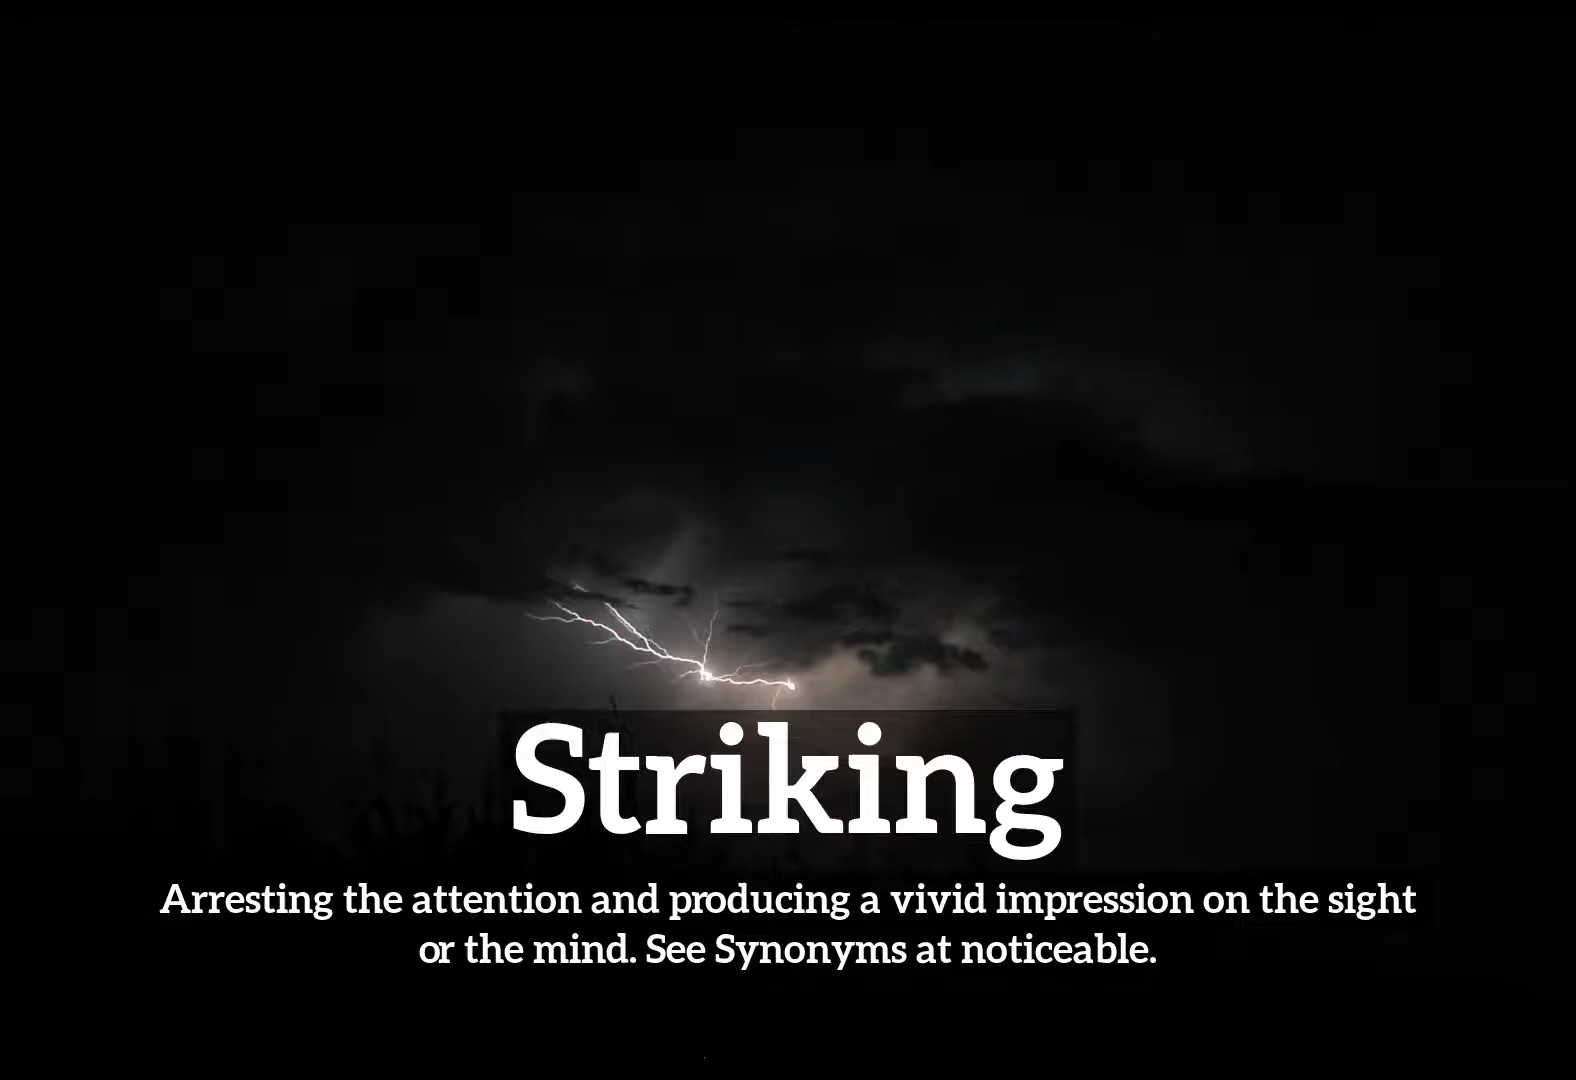 Striking
Arresting the attention and producing a vivid impression on the sight
or the mind. See Synonyms at noticeable.